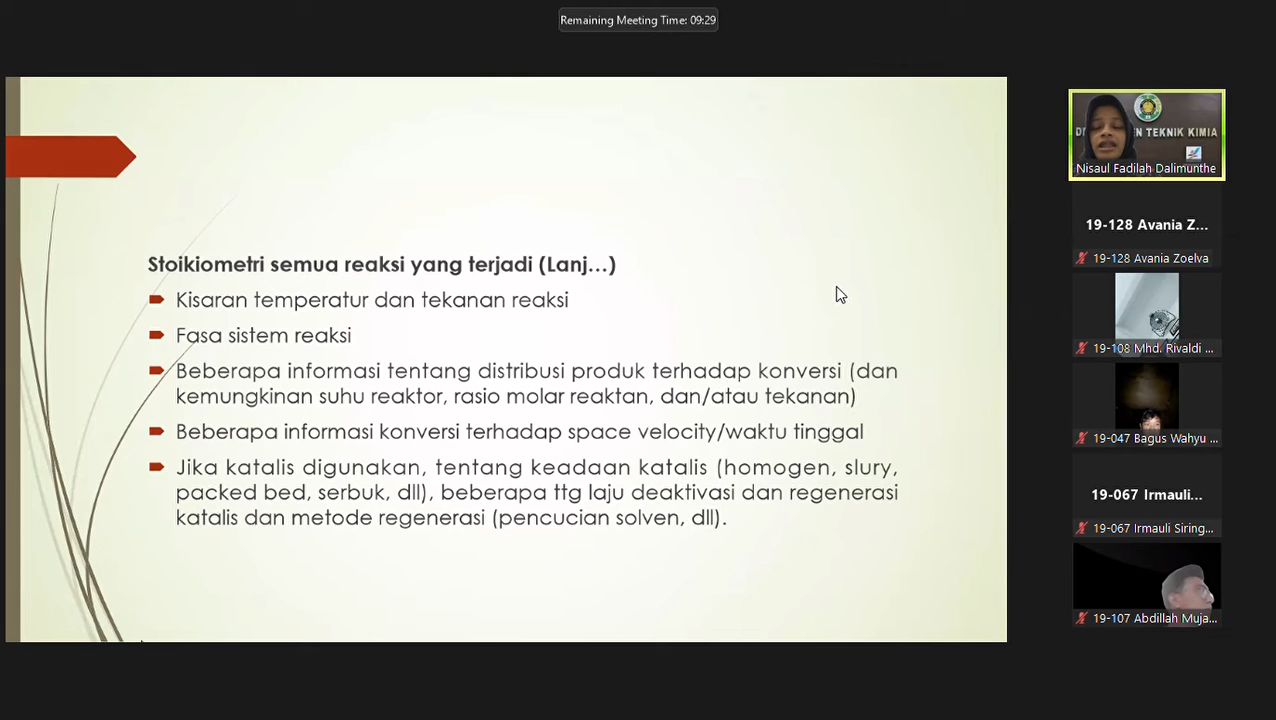 Remaining Meeting Time: 09:29
Stoikiometri semua reaksi yang terjadi (Lanj...)
Kisaran temperatur dan tekanan reaksi
Fasa sistem reaksi
Beberapa informasi tentang distribusi produk terhadap konversi (dan
kemungkinan suhu reaktor, rasio molar reaktan, dan/atau tekanan)
Beberapa informasi konversi terhadap space velocity/waktu tinggal
Jika katalis digunakan, tentang keadaan katalis (homogen, slury,
packed bed, serbuk, dll), beberapa ttg laju deaktivasi dan regenerasi
katalis dan metode regenerasi (pencucian solven, dll).
TEKNIK KIMIA
Nisaul Fadilah Dalimunthe
19-128 Avania Z...
19-128 Avania Zoelva
19-108 Mhd. Rivaldi ...
19-047 Bagus Wahyu ...
19-067 Irmauli...
19-067 Irmauli Siring...
19-107 Abdillah Muja...